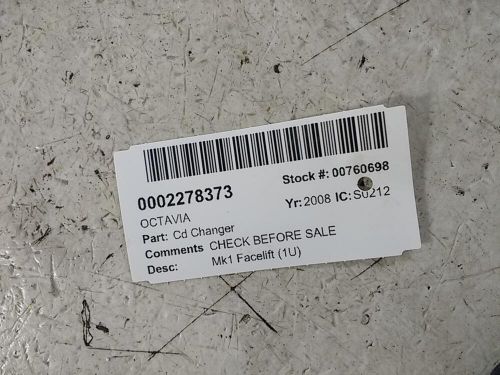 0002278373 Stock #: 00760698
OCTAVIA Yr: 2008 IC: S0212
Part: Cd Changer
Comments CHECK BEFORE SALE
Desc: Mk1 Facelift (1U)